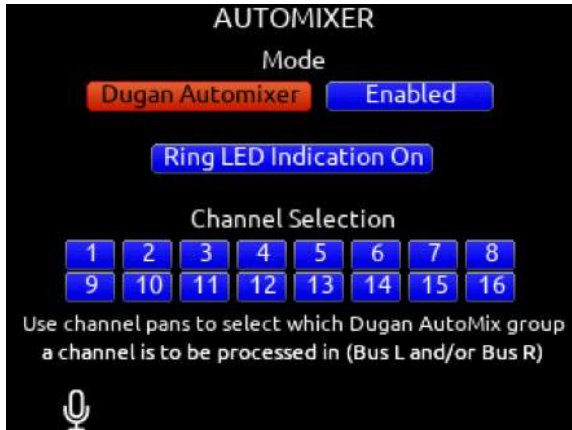 AUTOMIXER
Mode
Dugan Automixer Enabled
Ring LED Indication On
Channel Selection
1 2 3 4 5 6 7 8
9 10 11 12 13 14 15 16
Use channel pans to select which Dugan AutoMix group
a channel is to be processed in (Bus L and/or Bus R)